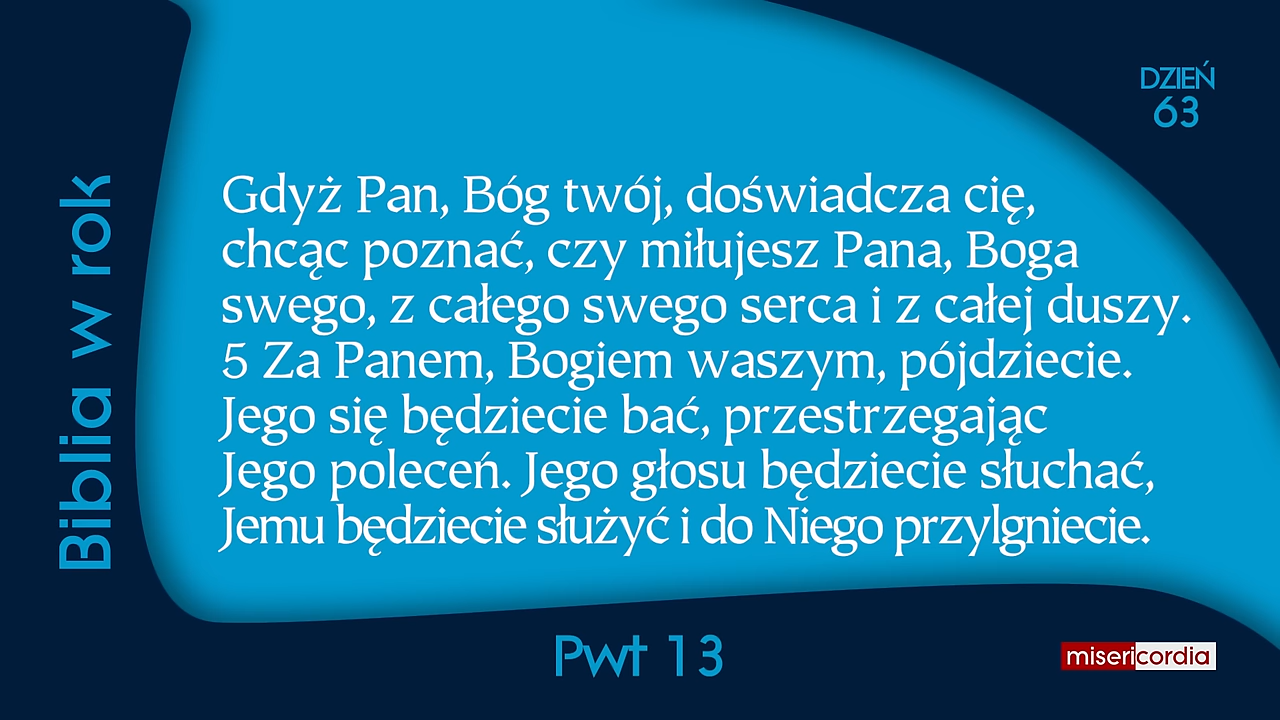 DZIEŃ
63
Biblia w rok
Gdyż Pan, Bóg twój, doświadcza cię,
chcąc poznać, czy miłujesz Pana, Boga
swego, z całego swego serca i z całej duszy.
5 Za Panem, Bogiem waszym, pójdziecie.
Jego się będziecie bać, przestrzegając
Jego poleceń. Jego głosu będziecie słuchać,
Jemu będziecie służyć i do Niego przylgniecie.
Pwt 13
misericordia